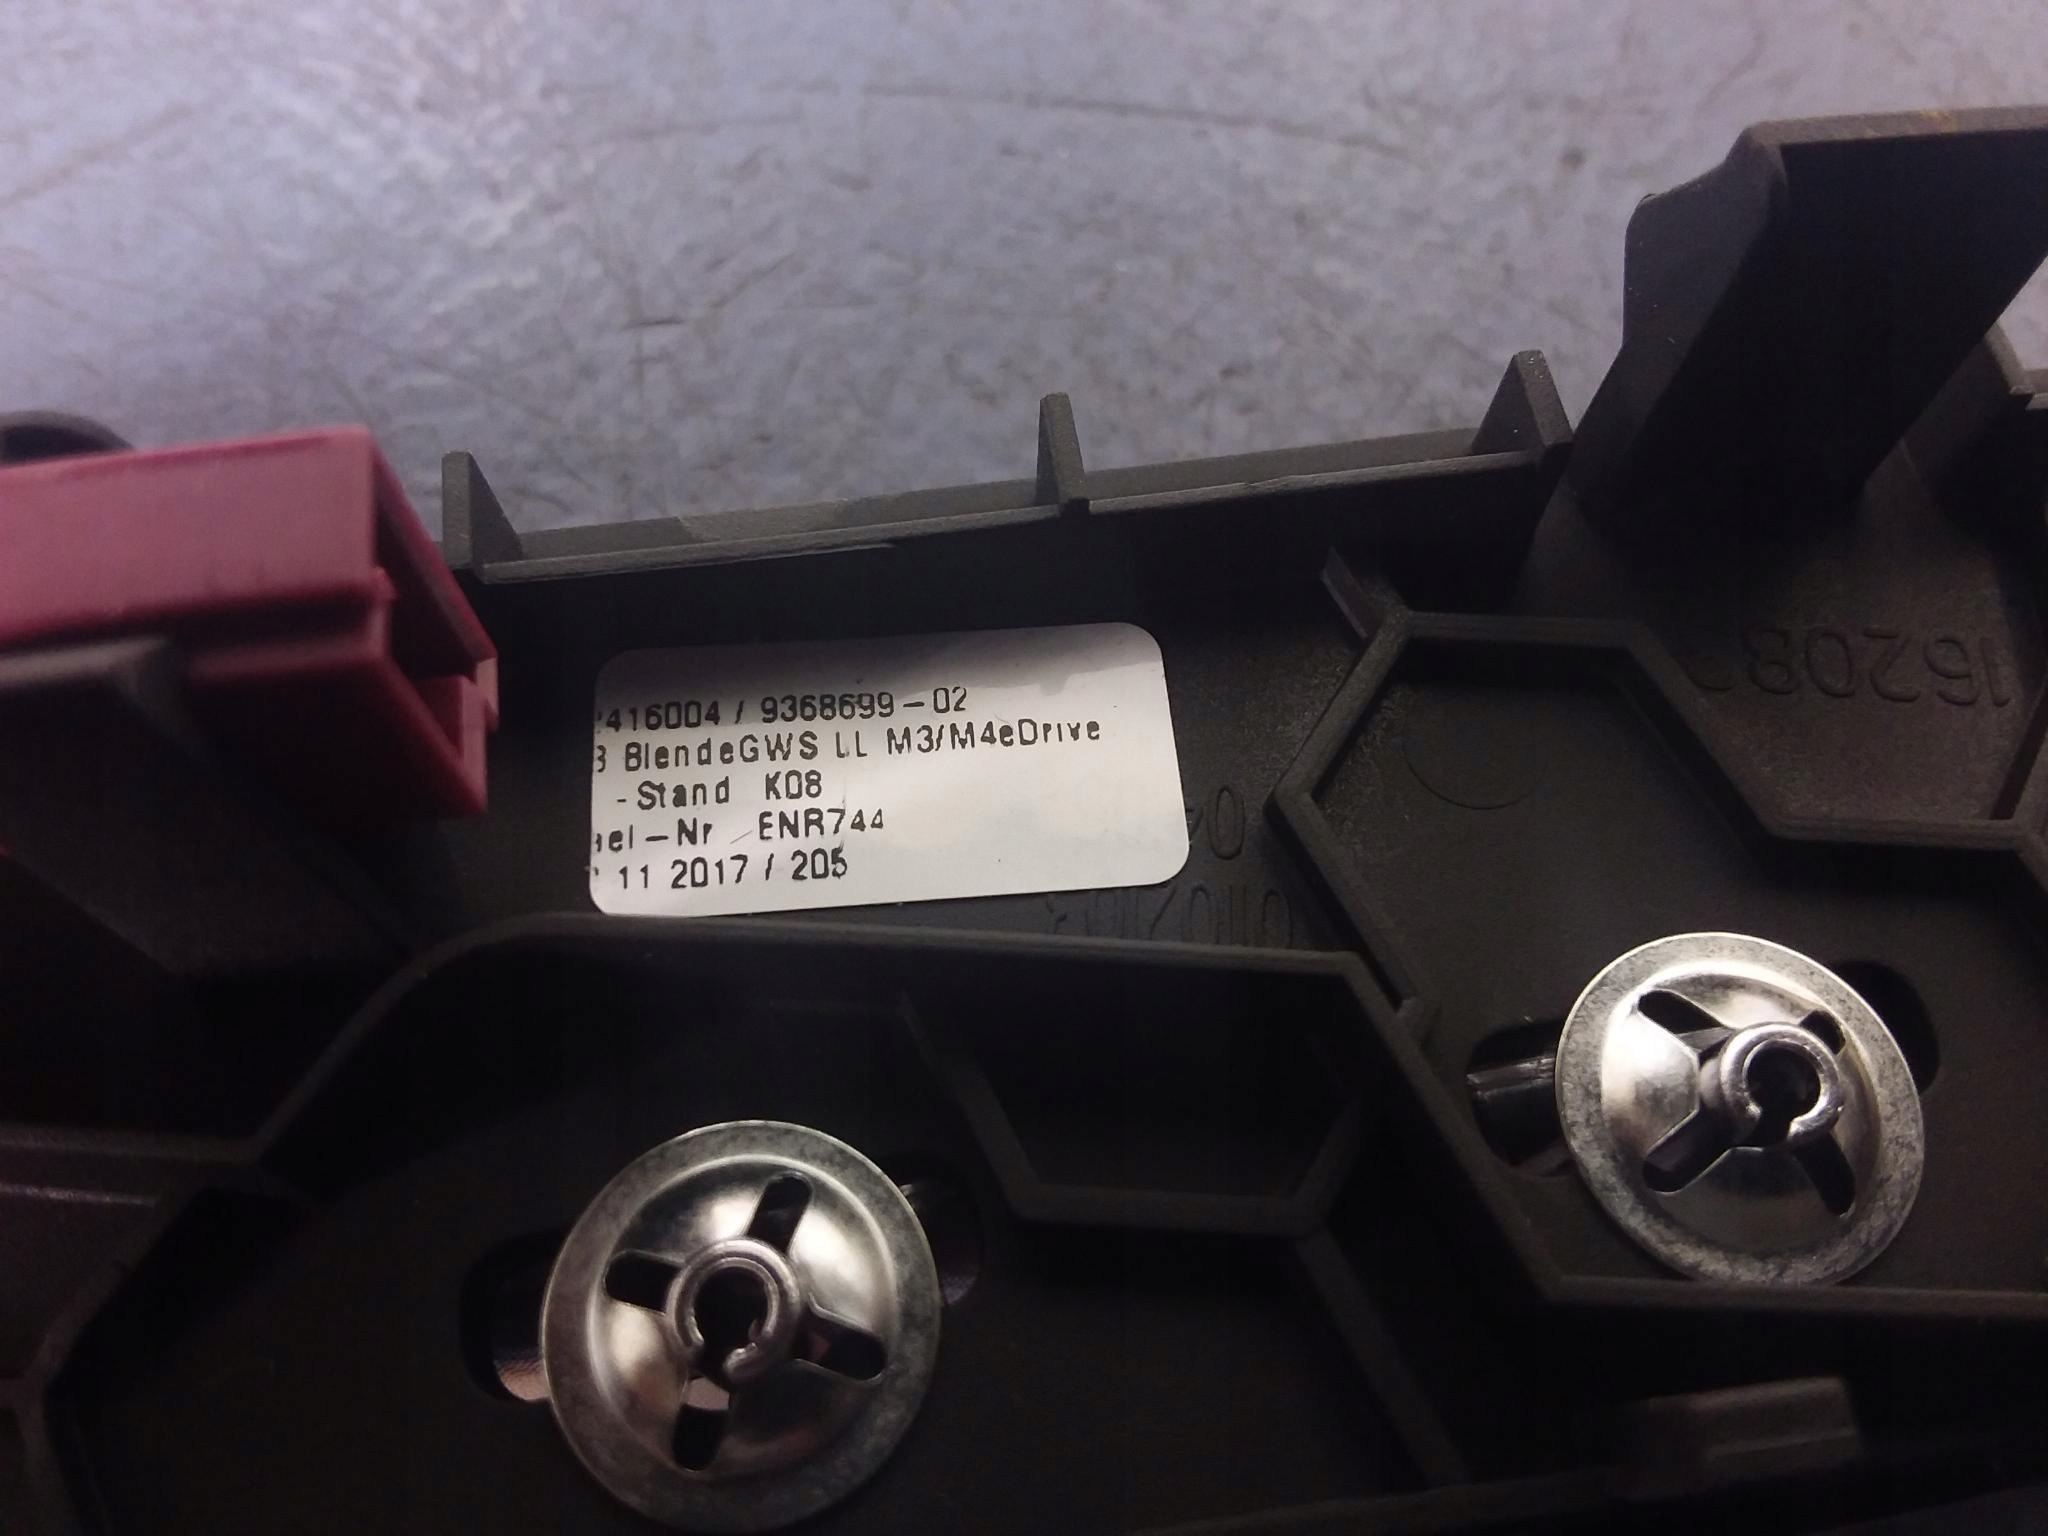 416004 / 9368699-02
BlendeGWS LL M3/M4eDrive
-Stand K08
el-Nr ENR744
11 2017 / 205